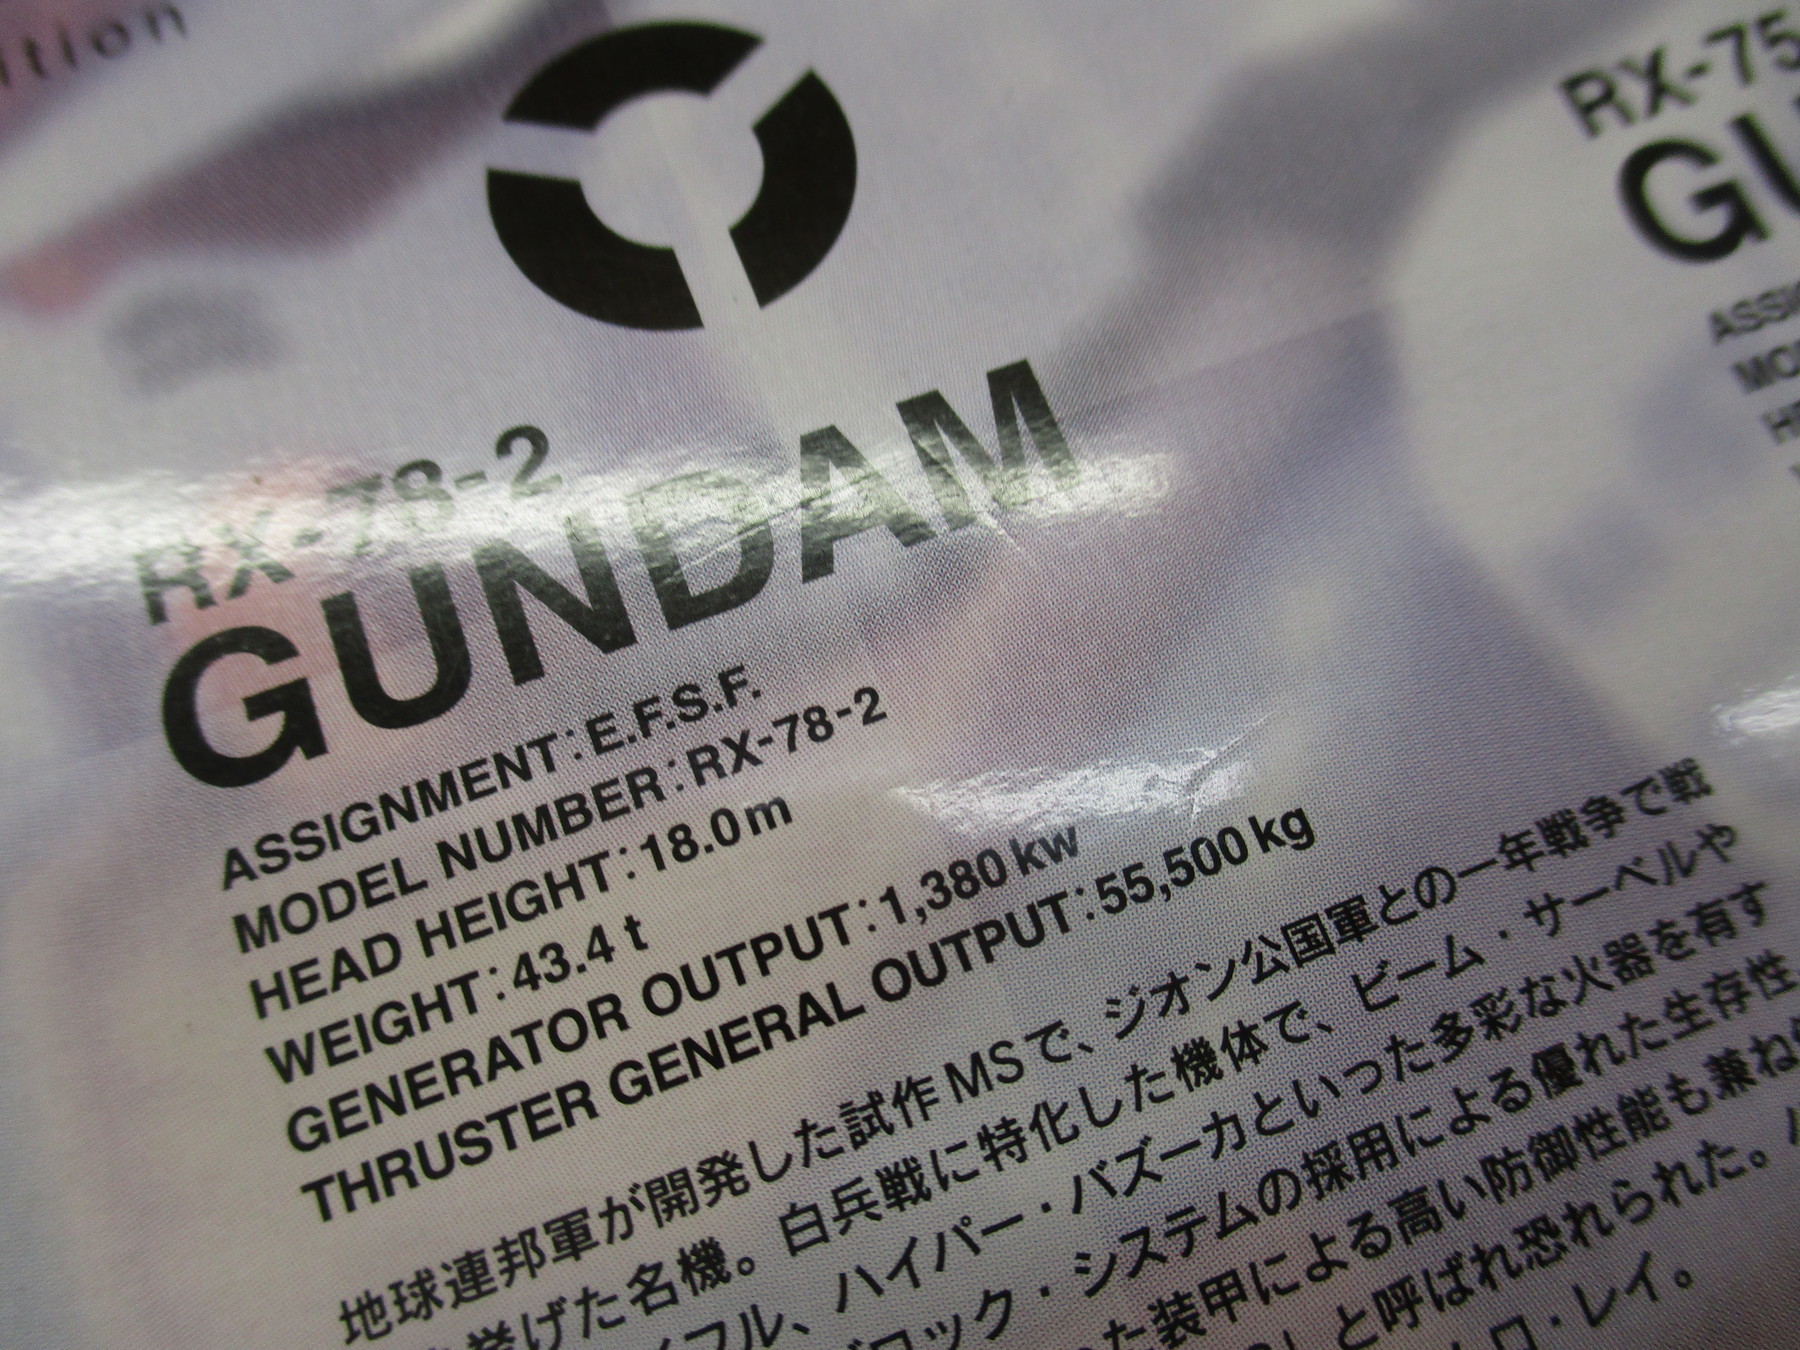 ition
RX-78-2
GUNDAM
ASSIGNMENT:E.F.S.F.
MODEL NUMBER:RX-78-2
HEAD HEIGHT:18.0m
WEIGHT:43.4 t
GENERATOR OUTPUT:1,380kw
THRUSTER GENERAL OUTPUT:55,500kg
地球連邦軍が開発した試作MSで、ジオン公国軍との一年戦争で戦
挙げた名機。白兵戦に特化した機体で、ビーム・サーベルや
イフル、ハイパー・バズーカといった多彩な火器を有す
ブロック・システムの採用による優れた生存性
た装甲による高い防御性能も兼ね
」と呼ばれ恐れられた。
ロ・レイ。
RX-75
GU
ASSI
MO
HE